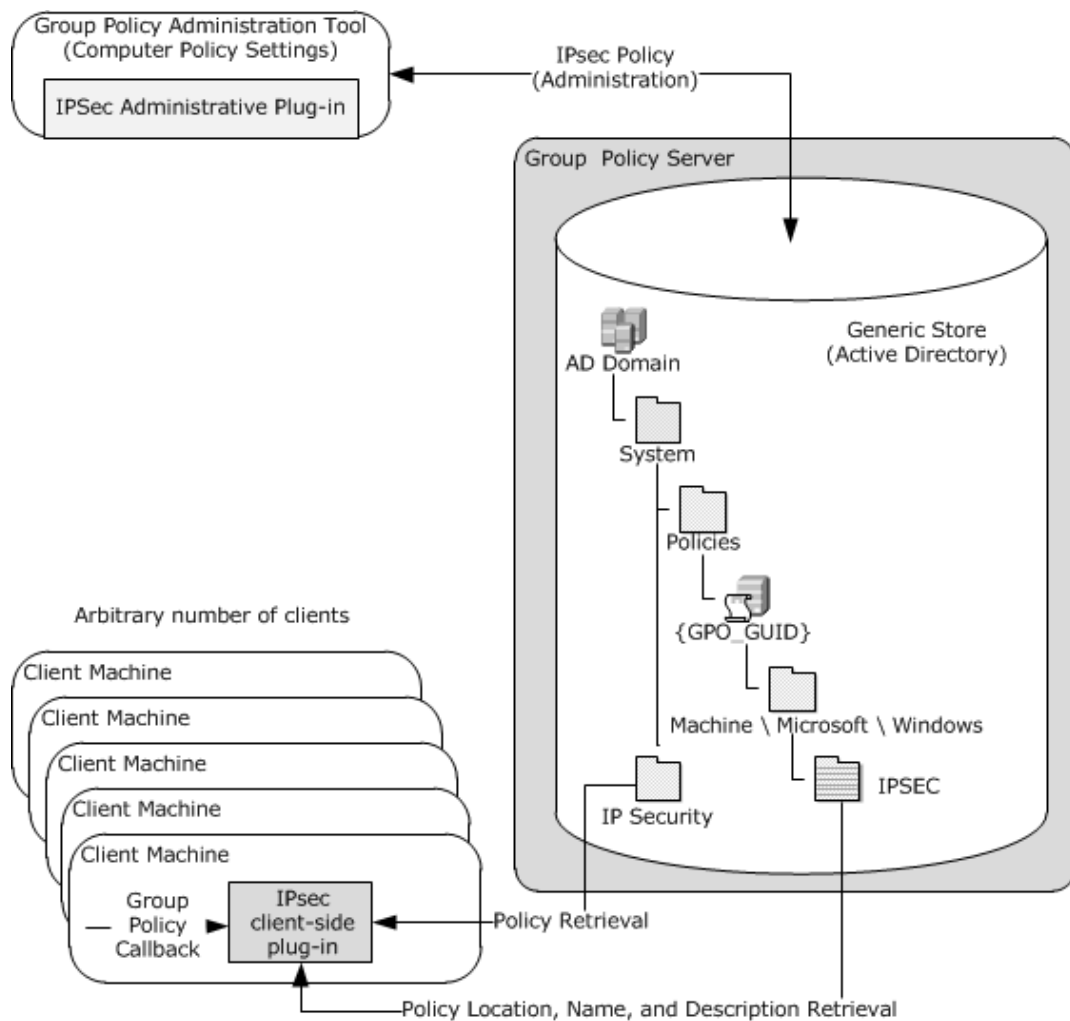 Group Policy Administration Tool
(Computer Policy Settings)
IPSec Administrative Plug-in
IPsec Policy
(Administration)
Group Policy Server
Generic Store
(Active Directory)
AD Domain
System
Policies
{GPO_GUID}
Machine \ Microsoft \ Windows
IP Security
IPSEC
Arbitrary number of clients
Client Machine
Client Machine
Client Machine
Client Machine
Client Machine
Group
Policy
Callback
IPsec
client-side
plug-in
Policy Retrieval
Policy Location, Name, and Description Retrieval